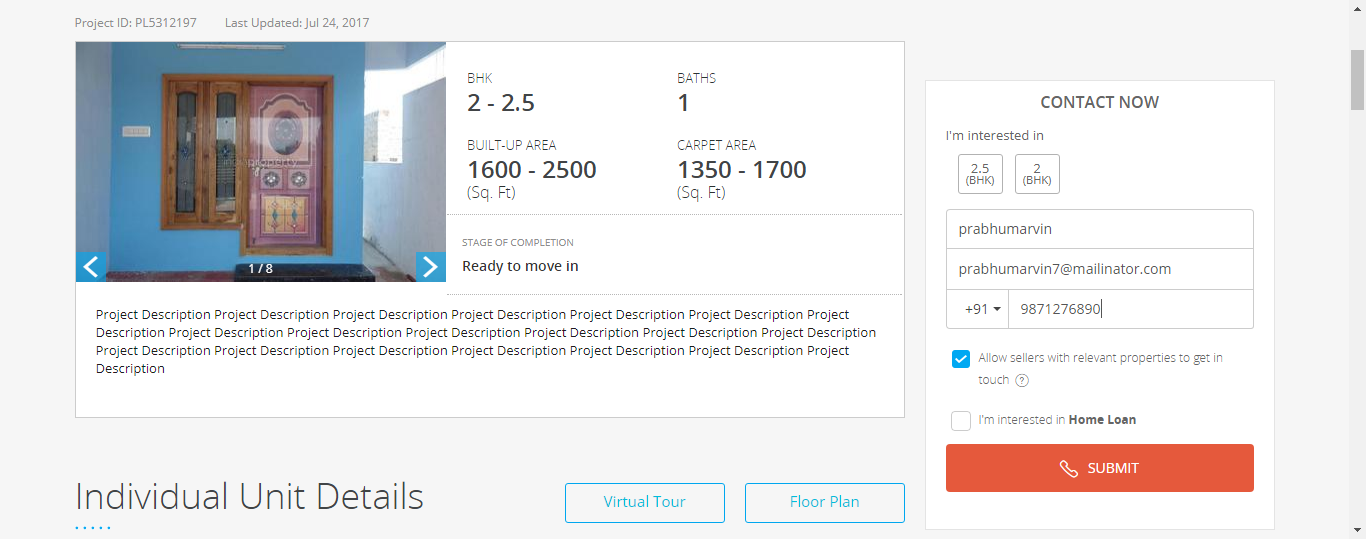 Project ID: PL5312197 Last Updated: Jul 24, 2017
indiaproperty
1 / 8
BHK
2 - 2.5
BATHS
1
BUILT-UP AREA
1600 - 2500
(Sq. Ft)
CARPET AREA
1350 - 1700
(Sq. Ft)
STAGE OF COMPLETION
Ready to move in
Project Description Project Description Project Description Project Description Project Description Project Description Project
Description Project Description Project Description Project Description Project Description Project Description Project Description
Project Description Project Description Project Description Project Description Project Description Project Description Project
Description
Individual Unit Details
Virtual Tour
Floor Plan
CONTACT NOW
I'm interested in
2.5
(BHK)
2
(BHK)
prabhumarvin
prabhumarvin7@mailinator.com
+91 9871276890
Allow sellers with relevant properties to get in
touch ?
I'm interested in Home Loan
SUBMIT